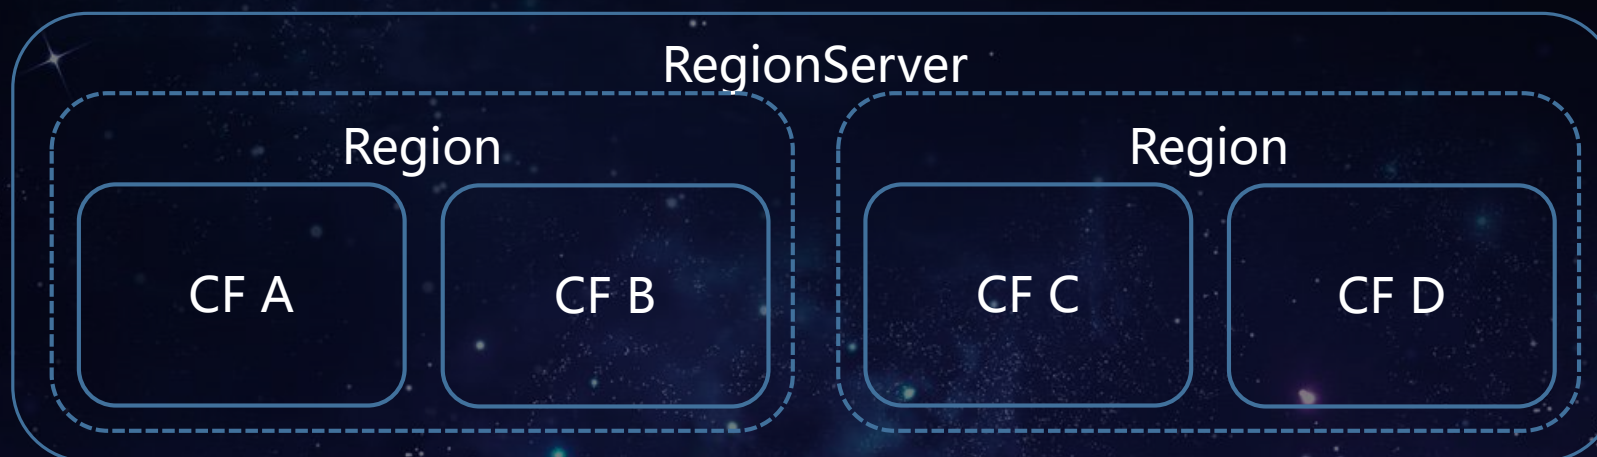 RegionServer
Region
Region
CF A
CF B
CF C
CF D